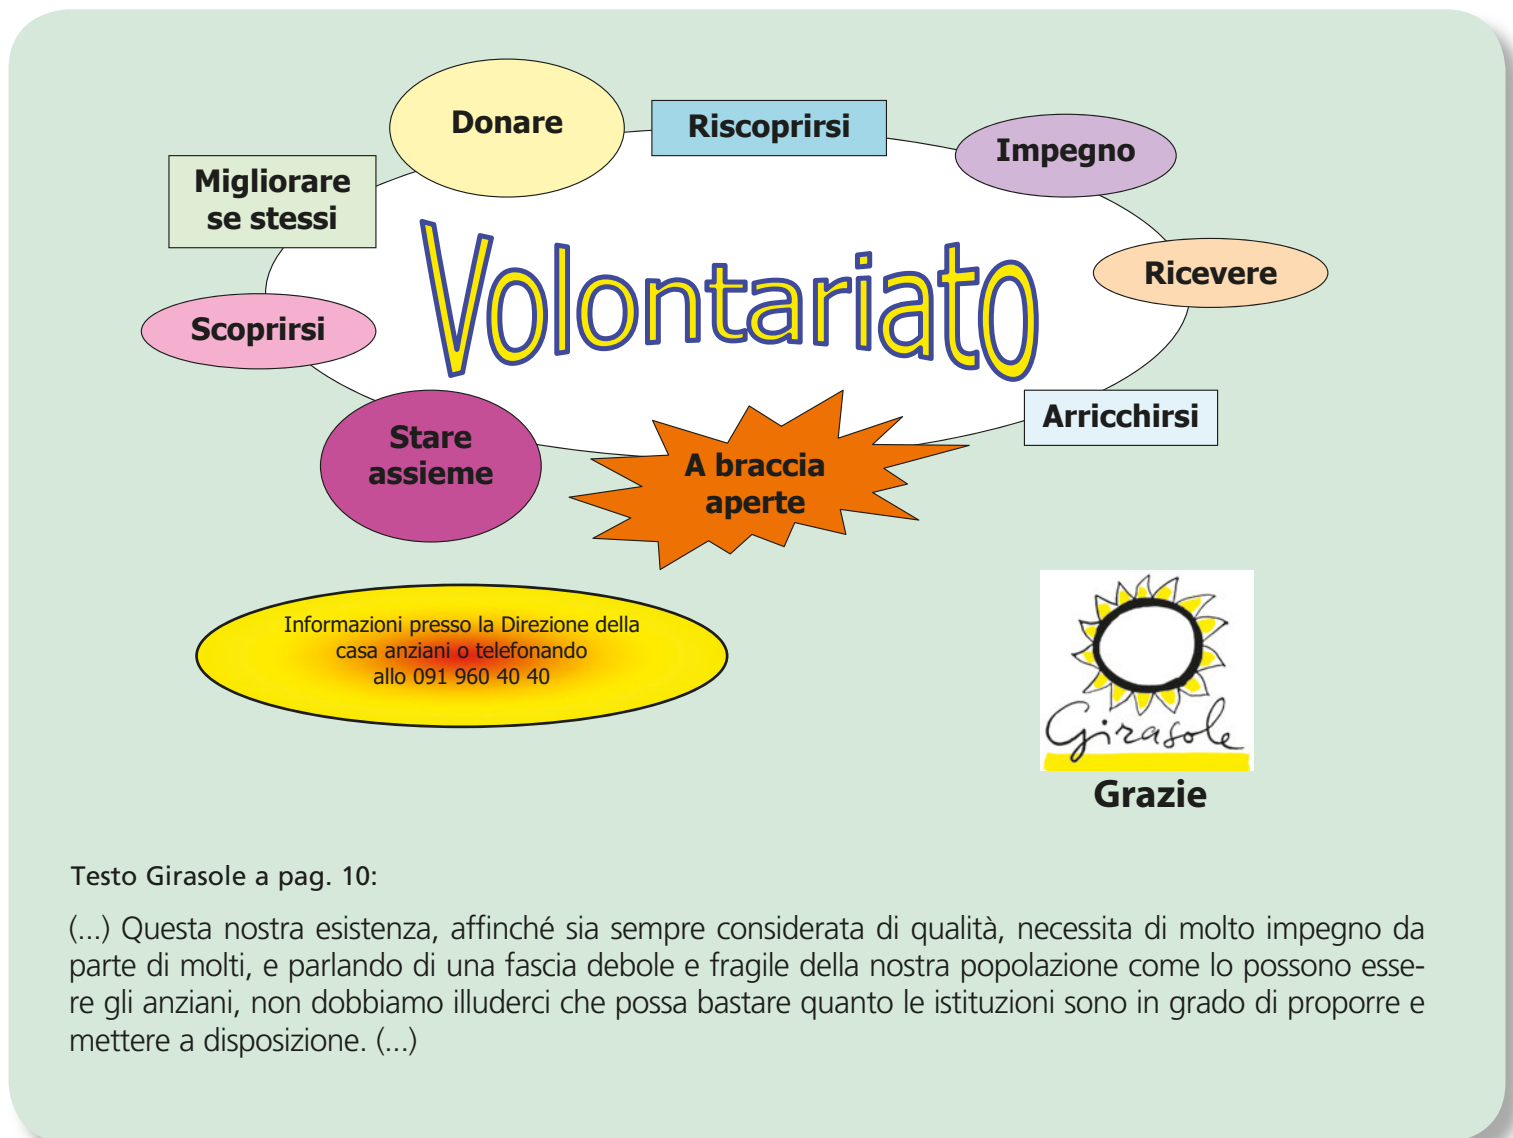 Donare
Riscoprirsi
Impegno
Migliorare
se stessi
Volontariato
Ricevere
Scoprirsi
Arricchirsi
Stare
assieme
A braccia
aperte
Informazioni presso la Direzione della
casa anziani o telefonando
allo 091 960 40 40
Girasole
Grazie
Testo Girasole a pag. 10:
(...) Questa nostra esistenza, affinché sia sempre considerata di qualità, necessita di molto impegno da
parte di molti, e parlando di una fascia debole e fragile della nostra popolazione come lo possono esse-
re gli anziani, non dobbiamo illuderci che possa bastare quanto le istituzioni sono in grado di proporre e
mettere a disposizione. (...)